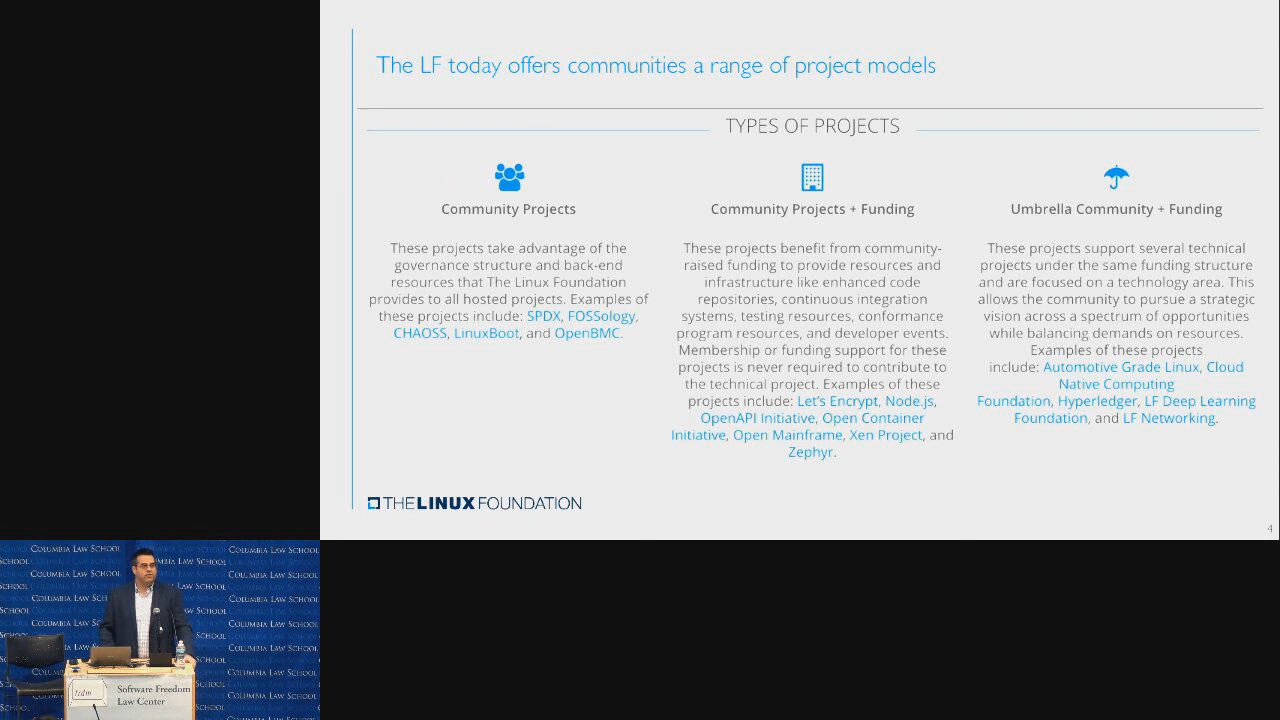 The LF today offers communities a range of project models
TYPES OF PROJECTS
Community Projects
These projects take advantage of the
governance structure and back-end
resources that The Linux Foundation
provides to all hosted projects. Examples of
these projects include: SPDX, FOSSology,
CHAOSS, LinuxBoot, and OpenBMC.
Community Projects + Funding
These projects benefit from community-
raised funding to provide resources and
infrastructure like enhanced code
repositories, continuous integration
systems, testing resources, conformance
program resources, and developer events.
Membership or funding support for these
projects is never required to contribute to
the technical project. Examples of these
projects include: Let's Encrypt, Node.js,
OpenAPI Initiative, Open Container
Initiative, Open Mainframe, Xen Project, and
Zephyr.
Umbrella Community + Funding
These projects support several technical
projects under the same funding structure
and are focused on a technology area. This
allows the community to pursue a strategic
vision across a spectrum of opportunities
while balancing demands on resources.
Examples of these projects
include: Automotive Grade Linux, Cloud
Native Computing
Foundation, Hyperledger, LF Deep Learning
Foundation, and LF Networking.
THE LINUX FOUNDATION
4
COLUMBIA LAW SCHOOL
COLUMBIA LAW SCHOOL
COLUMBIA LAW SCHOOL
COLUMBIA LAW SCHOOL
Software Freedom
Law Center